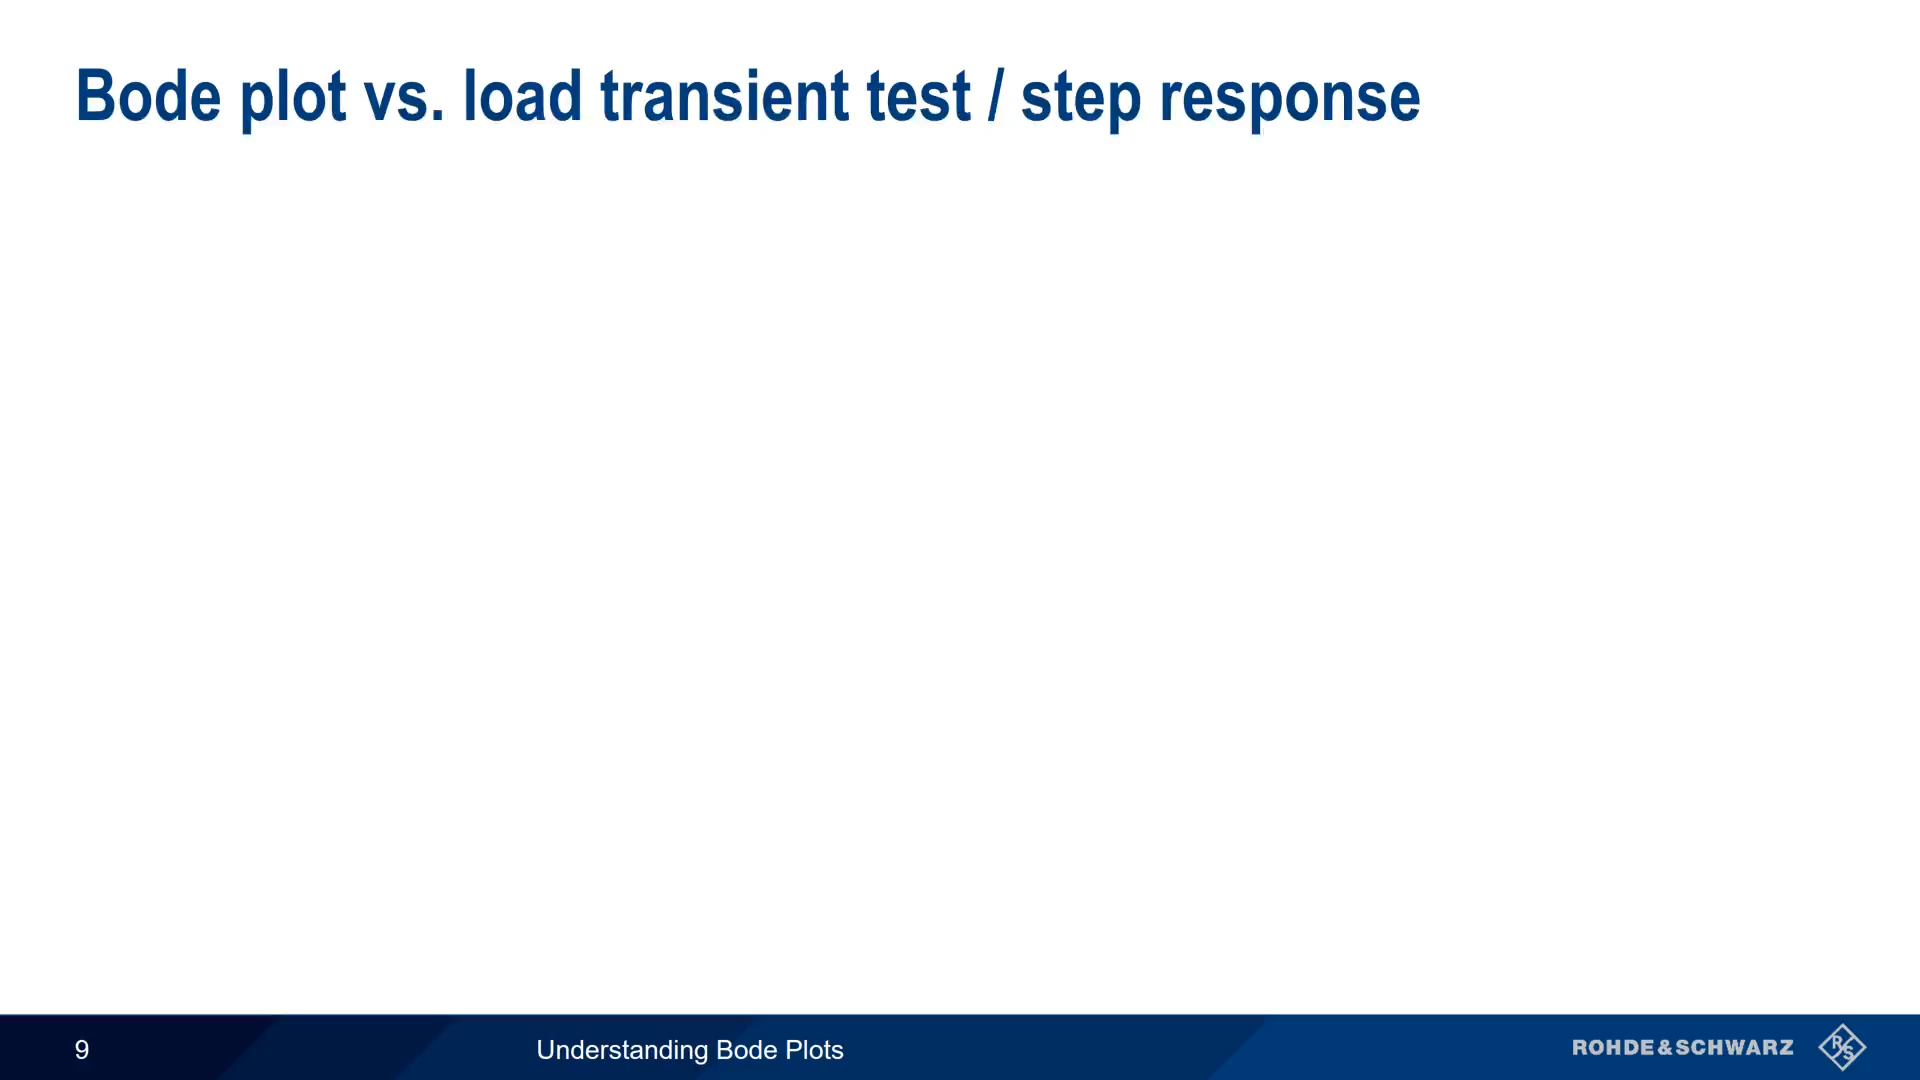 Bode plot vs. load transient test / step response
9
Understanding Bode Plots
ROHDE&SCHWARZ
R
S